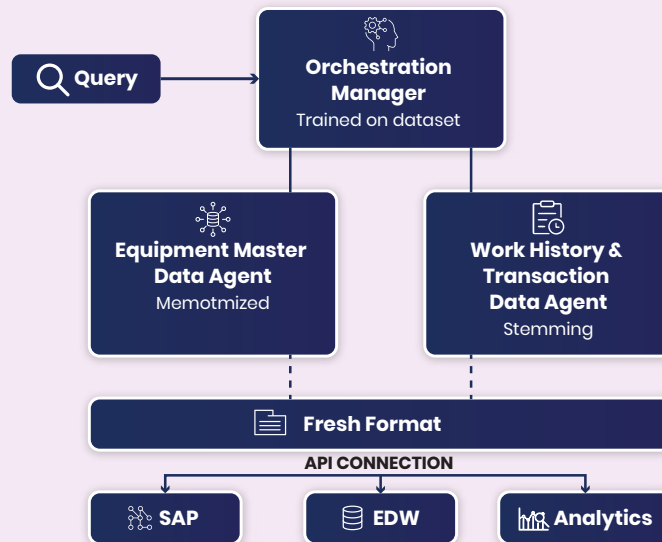 Query
Orchestration
Manager
Trained on dataset
Equipment Master
Data Agent
Memotmized
Work History &
Transaction
Data Agent
Stemming
Fresh Format
API CONNECTION
SAP
EDW
Analytics